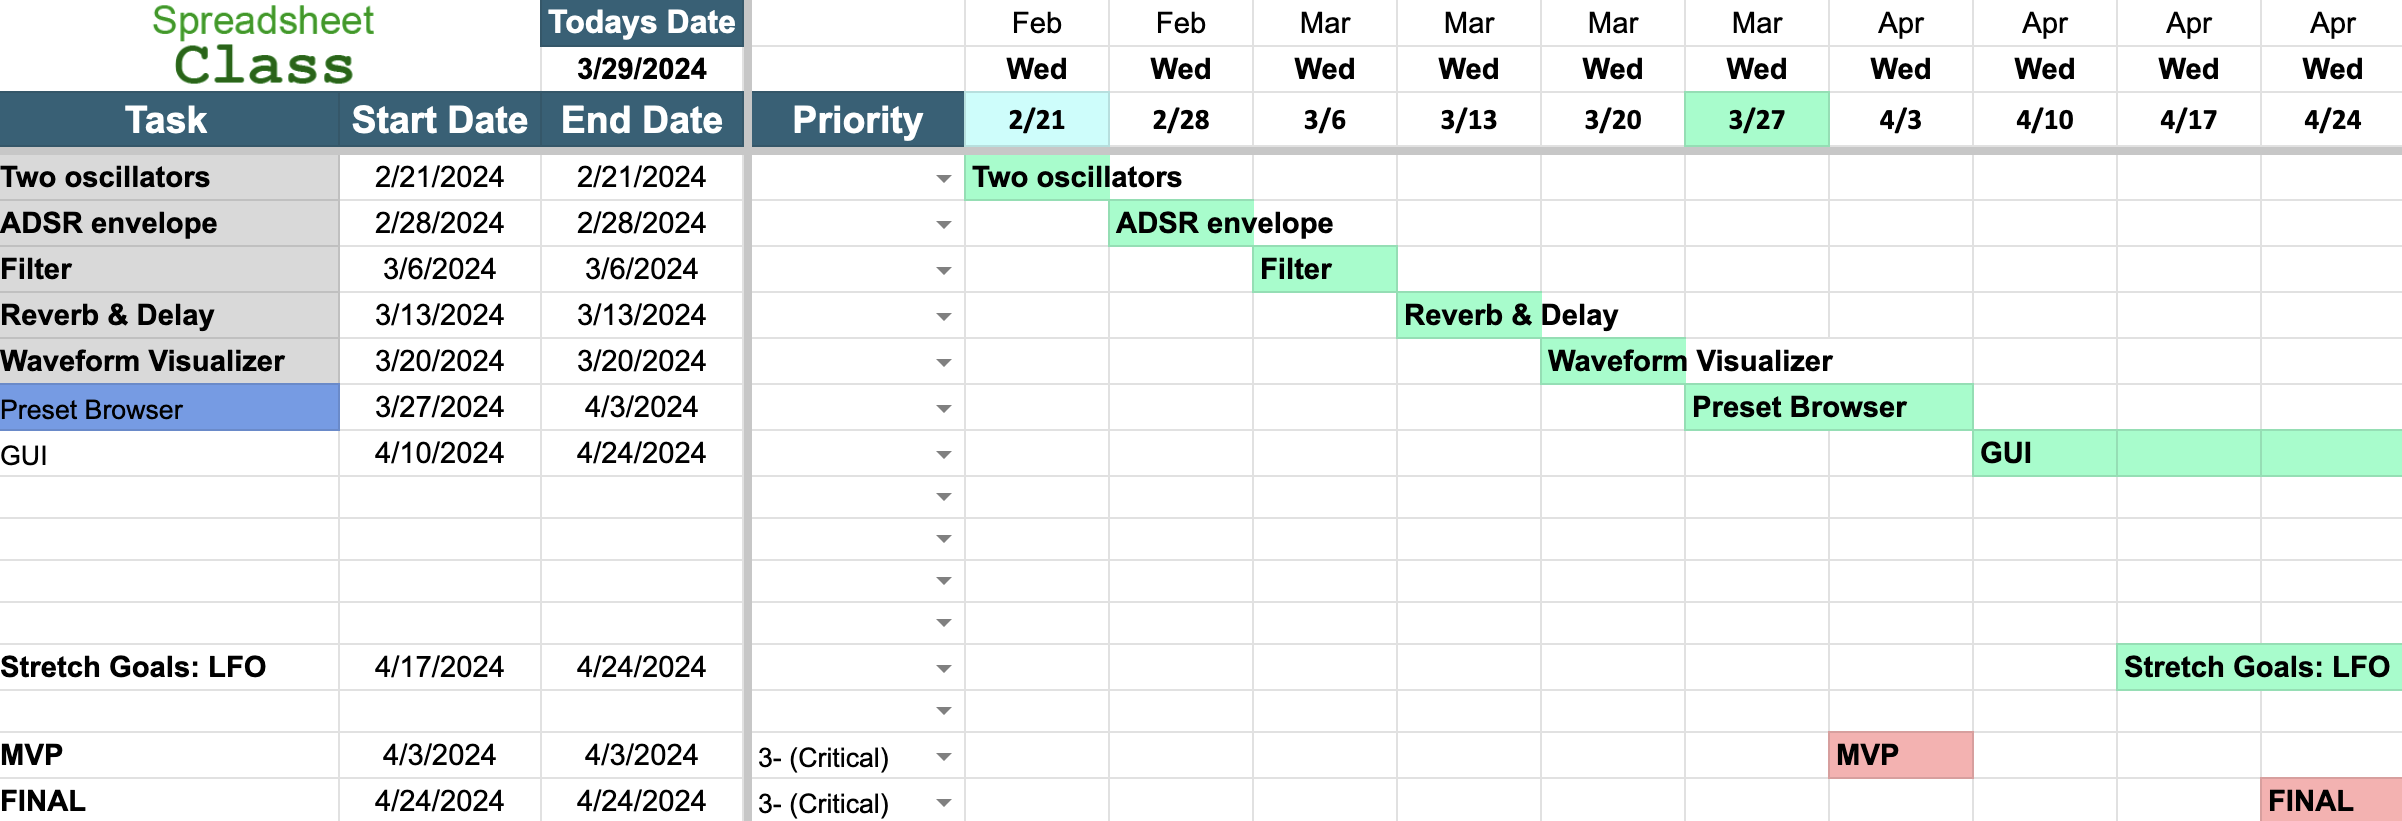 Spreadsheet
Class
Todays Date
3/29/2024
Feb Feb Mar Mar Mar Mar Apr Apr Apr Apr
Wed Wed Wed Wed Wed Wed Wed Wed Wed Wed
Task Start Date End Date Priority 2/21 2/28 3/6 3/13 3/20 3/27 4/3 4/10 4/17 4/24
Two oscillators 2/21/2024 2/21/2024 Two oscillators
ADSR envelope 2/28/2024 2/28/2024 ADSR envelope
Filter 3/6/2024 3/6/2024 Filter
Reverb & Delay 3/13/2024 3/13/2024 Reverb & Delay
Waveform Visualizer 3/20/2024 3/20/2024 Waveform Visualizer
Preset Browser 3/27/2024 4/3/2024 Preset Browser
GUI 4/10/2024 4/24/2024 GUI
Stretch Goals: LFO 4/17/2024 4/24/2024 Stretch Goals: LFO
MVP 4/3/2024 4/3/2024 3- (Critical) MVP
FINAL 4/24/2024 4/24/2024 3- (Critical) FINAL